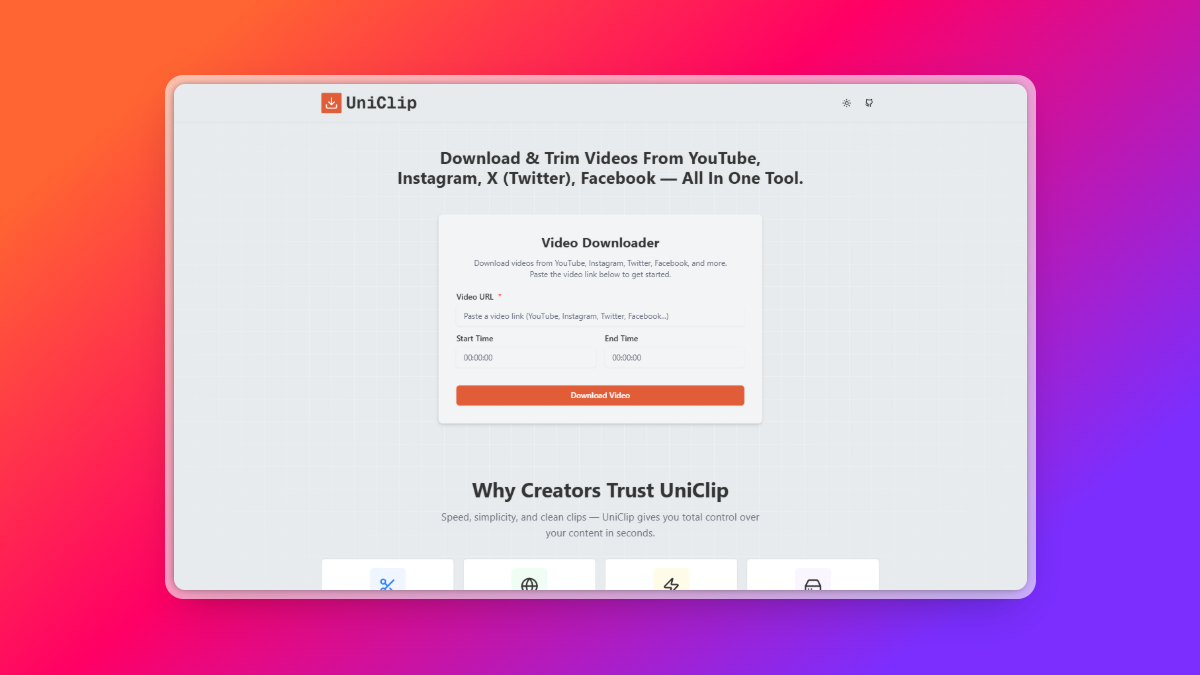 UniClip
Download & Trim Videos From YouTube,
Instagram, X (Twitter), Facebook — All In One Tool.
Video Downloader
Download videos from YouTube, Instagram, Twitter, Facebook, and more.
Paste the video link below to get started.
Video URL *
Paste a video link (YouTube, Instagram, Twitter, Facebook...)
Start Time
End Time
00:00:00
00:00:00
Download Video
Why Creators Trust UniClip
Speed, simplicity, and clean clips — UniClip gives you total control over
your content in seconds.